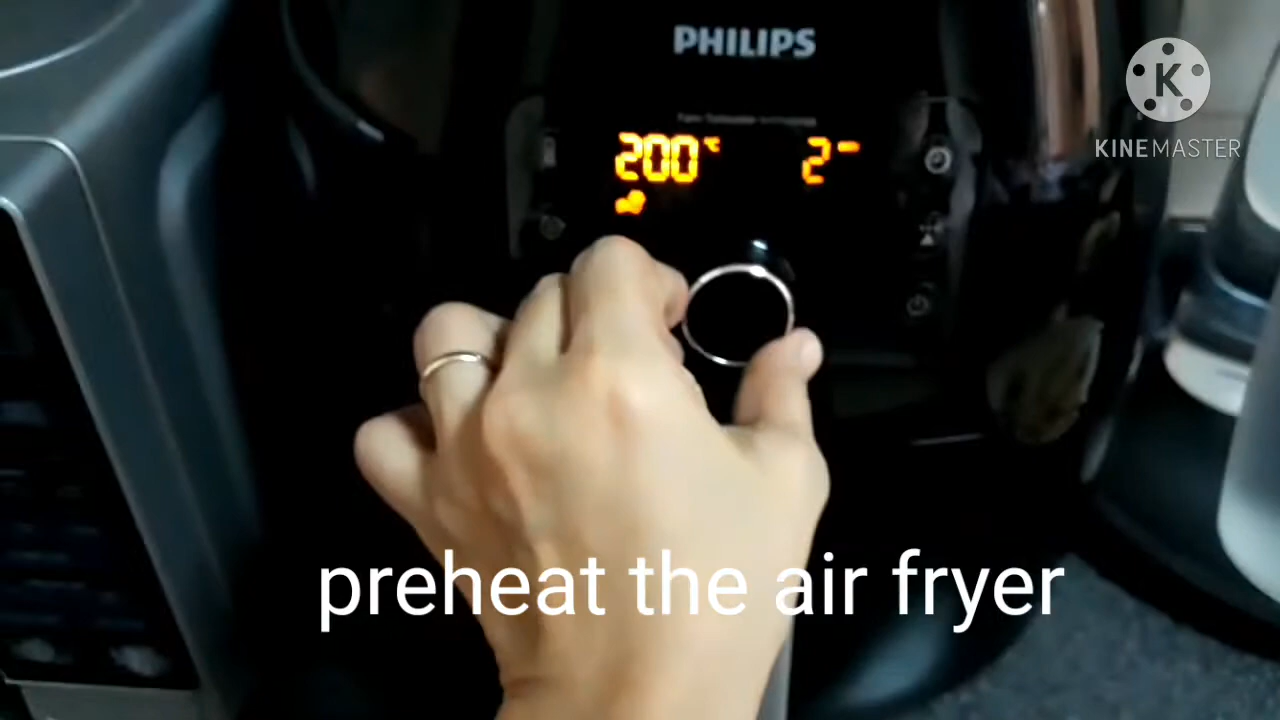 PHILIPS
K
KINEMASTER
200°C 2
preheat the air fryer